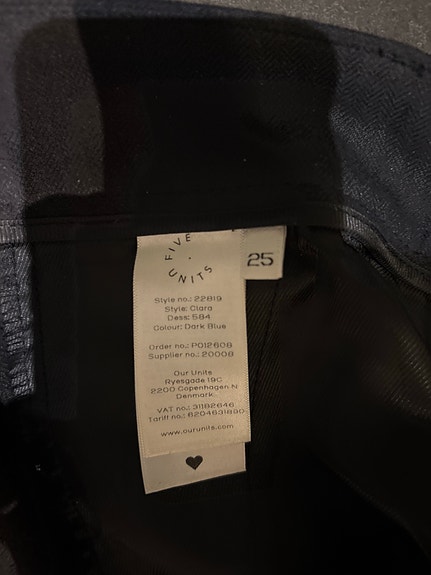 FIVE
UNITS
25
Style no.: 22819
Style: Clara
Dess: 584
Colour: Dark Blue
Order no.: PO12608
Supplier no.: 20008
Our Units
Ryesgade 19C
2200 Copenhagen N
Denmark
VAT no.: 31182646
Tariff no.: 6204631890
www.ourunits.com